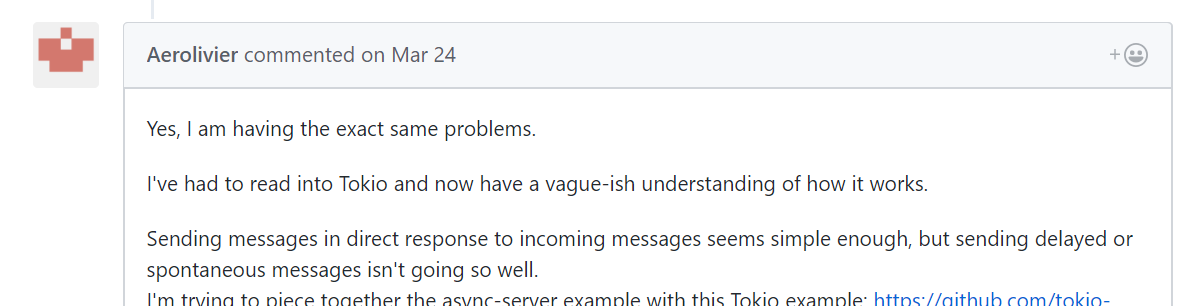 Aerolivier commented on Mar 24
Yes, I am having the exact same problems.
I've had to read into Tokio and now have a vague-ish understanding of how it works.
Sending messages in direct response to incoming messages seems simple enough, but sending delayed or
spontaneous messages isn't going so well.
I'm trying to piece together the async-server example with this Tokio example: https://github.com/tokio-